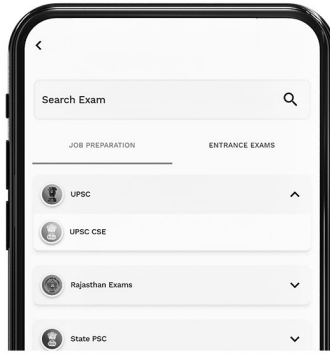 Search Exam
JOB PREPARATION
ENTRANCE EXAMS
UPSC
UPSC CSE
Rajasthan Exams
State PSC